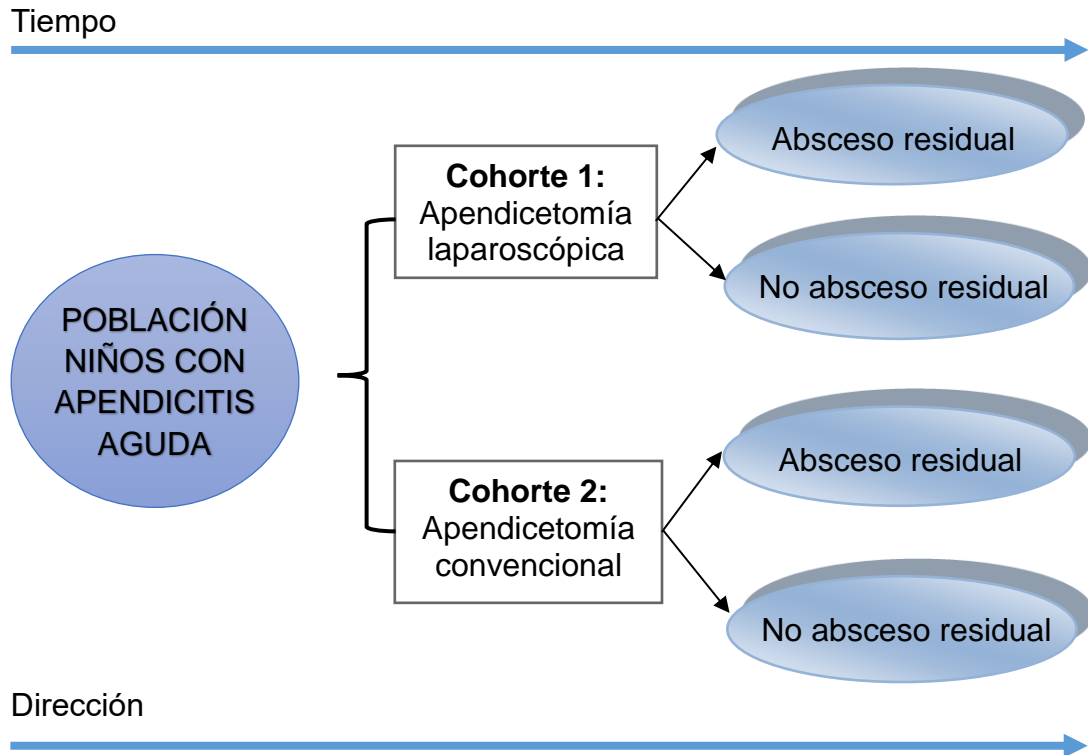 Tiempo
POBLACIÓN
NIÑOS CON
APENDICITIS
AGUDA
Cohorte 1:
Apendicetomía
laparoscópica
Absceso residual
No absceso residual
Cohorte 2:
Apendicetomía
convencional
Absceso residual
No absceso residual
Dirección